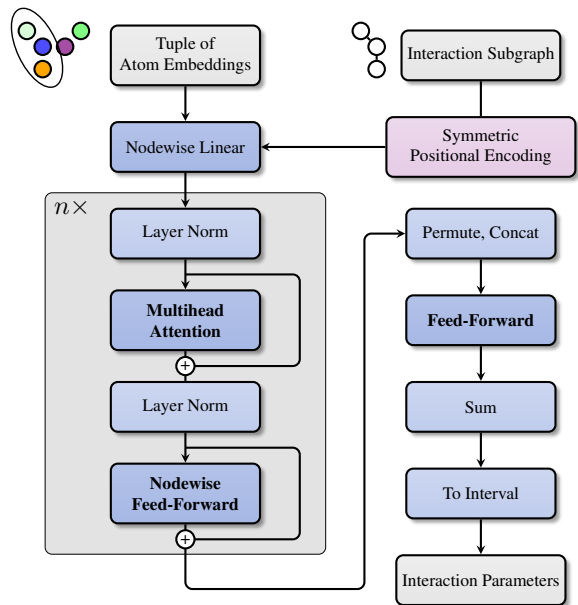 Tuple of
Atom Embeddings
Interaction Subgraph
Nodewise Linear
Symmetric
Positional Encoding
n×
Layer Norm
Multihead
Attention
+
Layer Norm
Nodewise
Feed-Forward
+
Permute, Concat
Feed-Forward
Sum
To Interval
Interaction Parameters